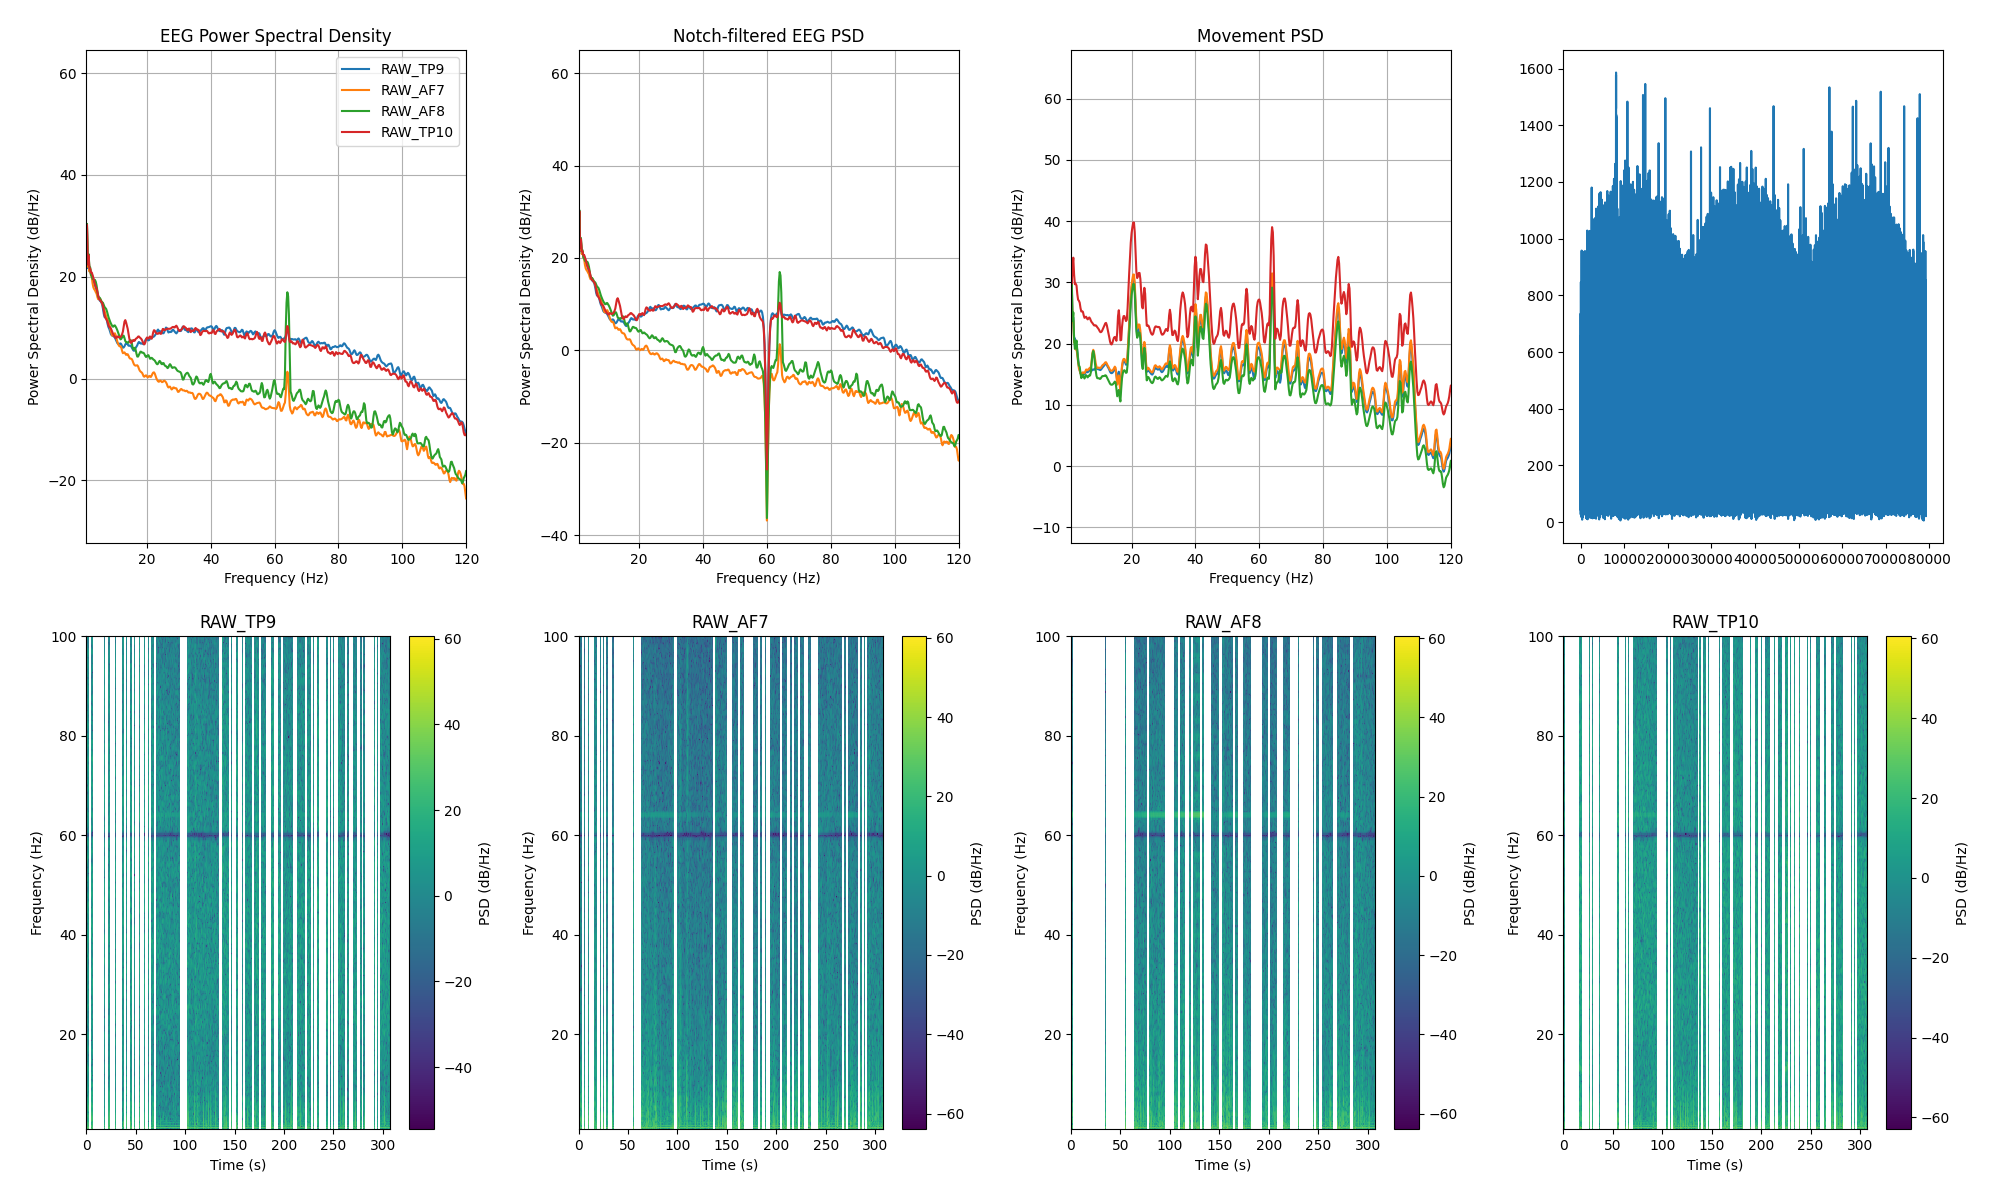 EEG Power Spectral Density
Power Spectral Density (dB/Hz)
60
40
20
0
−20
RAW_TP9
RAW_AF7
RAW_AF8
RAW_TP10
20 40 60 80 100 120
Frequency (Hz)
Notch-filtered EEG PSD
Power Spectral Density (dB/Hz)
60
40
20
0
−20
−40
20 40 60 80 100 120
Frequency (Hz)
Movement PSD
Power Spectral Density (dB/Hz)
60
50
40
30
20
10
0
−10
20 40 60 80 100 120
Frequency (Hz)
1600
1400
1200
1000
800
600
400
200
0
0 10000 20000 30000 40000 50000 60000 70000 80000
RAW_TP9
Frequency (Hz)
100
80
60
40
20
0 50 100 150 200 250 300
Time (s)
60
40
20
0
−20
−40
PSD (dB/Hz)
RAW_AF7
Frequency (Hz)
100
80
60
40
20
0 50 100 150 200 250 300
Time (s)
60
40
20
0
−20
−40
−60
PSD (dB/Hz)
RAW_AF8
Frequency (Hz)
100
80
60
40
20
0 50 100 150 200 250 300
Time (s)
60
40
20
0
−20
−40
−60
PSD (dB/Hz)
RAW_TP10
Frequency (Hz)
100
80
60
40
20
0 50 100 150 200 250 300
Time (s)
60
40
20
0
−20
−40
−60
PSD (dB/Hz)